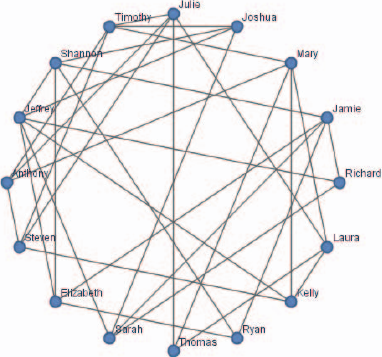 Julie
Timothy
Joshua
Shannon
Mary
Jeffrey
Jamie
Anthony
Richard
Steven
Laura
Elizabeth
Kelly
Sarah
Ryan
Thomas